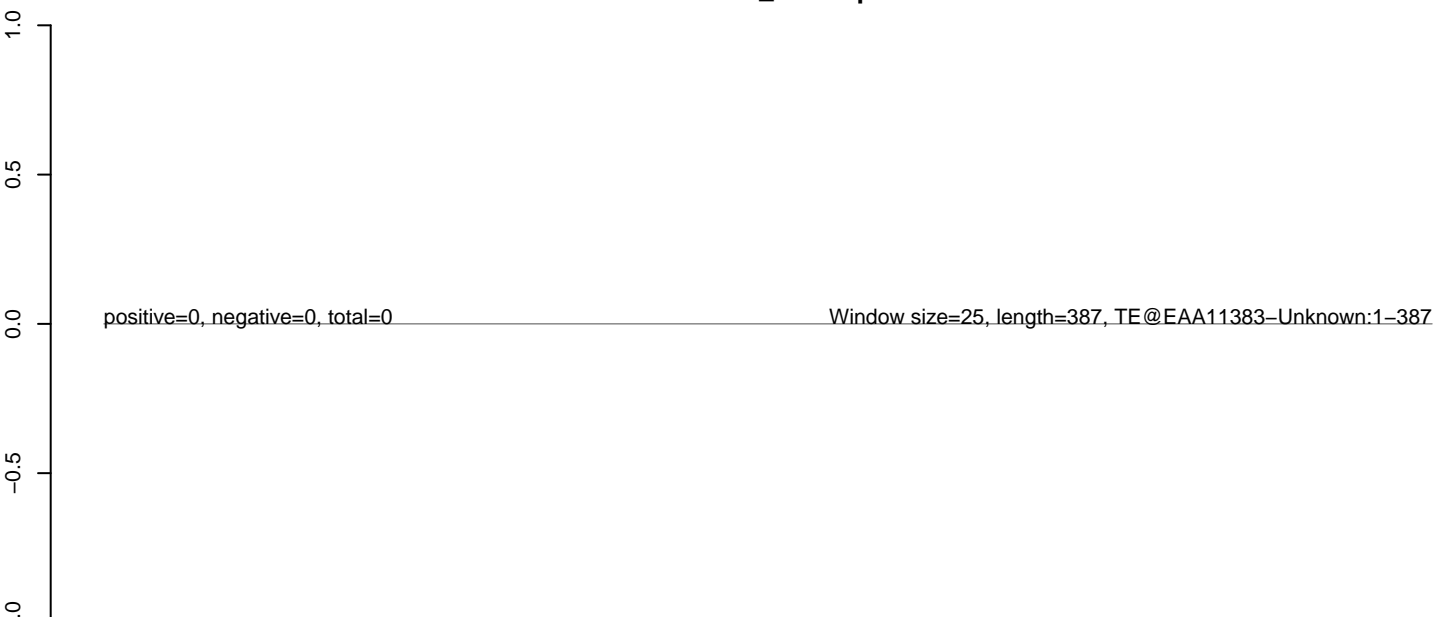 1.0
0.5
0.0
−0.5
positive=0, negative=0, total=0
Window size=25, length=387, TE@EAA11383−Unknown:1−387